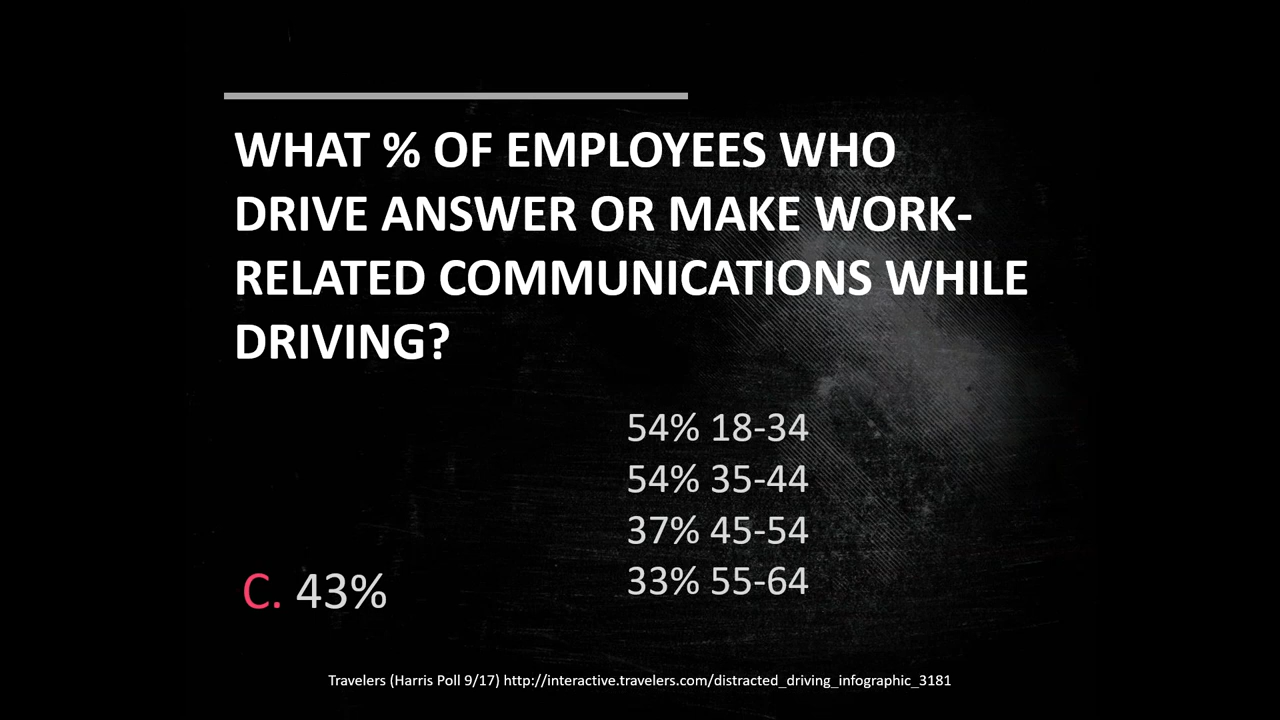 WHAT % OF EMPLOYEES WHO
DRIVE ANSWER OR MAKE WORK-
RELATED COMMUNICATIONS WHILE
DRIVING?
54% 18-34
54% 35-44
37% 45-54
33% 55-64
C. 43%
Travelers (Harris Poll 9/17) http://interactive.travelers.com/distracted_driving_infographic_3181